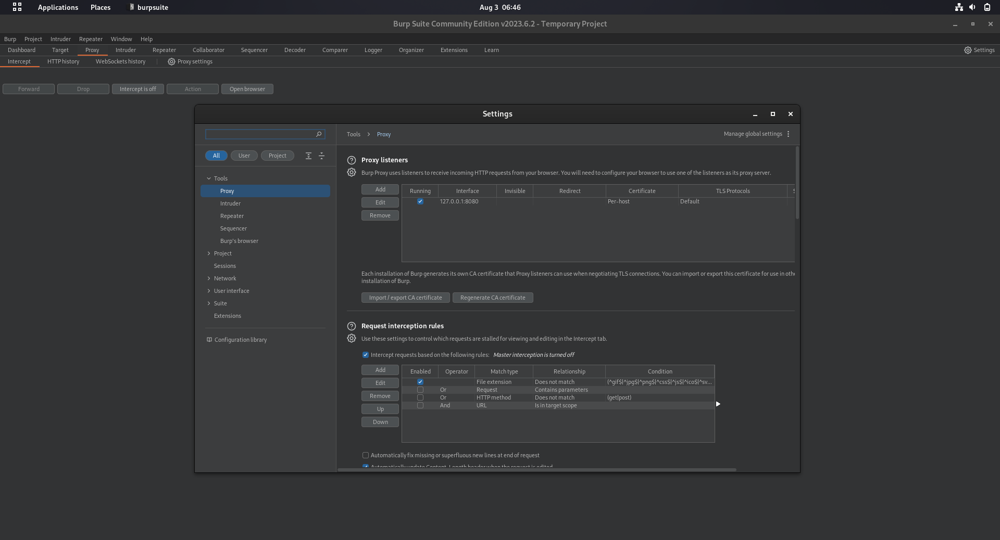 Applications Places burpsuite Aug 3 06:46
Burp Suite Community Edition v2023.6.2 - Temporary Project
Burp Project Intruder Repeater Window Help
Dashboard Target Proxy Intruder Repeater Collaborator Sequencer Decoder Comparer Logger Organizer Extensions Learn Settings
Intercept HTTP history WebSockets history Proxy settings
Forward Drop Intercept is off Action Open browser
Settings
Tools > Proxy Manage global settings
All User Project
Tools
Proxy
Intruder
Repeater
Sequencer
Burp's browser
Project
Sessions
Network
User interface
Suite
Extensions
Configuration library
Proxy listeners
Burp Proxy uses listeners to receive incoming HTTP requests from your browser. You will need to configure your browser to use one of the listeners as its proxy server.
Add
Edit
Remove
Running Interface Invisible Redirect Certificate TLS Protocols
127.0.0.1:8080 Per-host Default
Each installation of Burp generates its own CA certificate that Proxy listeners can use when negotiating TLS connections. You can import or export this certificate for use in
installation of Burp.
Import / export CA certificate Regenerate CA certificate
Request interception rules
Use these settings to control which requests are stalled for viewing and editing in the Intercept tab.
Intercept requests based on the following rules: Master interception is turned off
Add
Edit
Remove
Up
Down
Enabled Operator Match type Relationship Condition
File extension Does not match (^gif$|^jpg$|^png$|^css$|^js$|^ico$|^sv...
Or Request Contains parameters
Or HTTP method Does not match (get|post)
And URL Is in target scope
Automatically fix missing or superfluous new lines at end of request
Automatically update Content-Length header when the request is edited